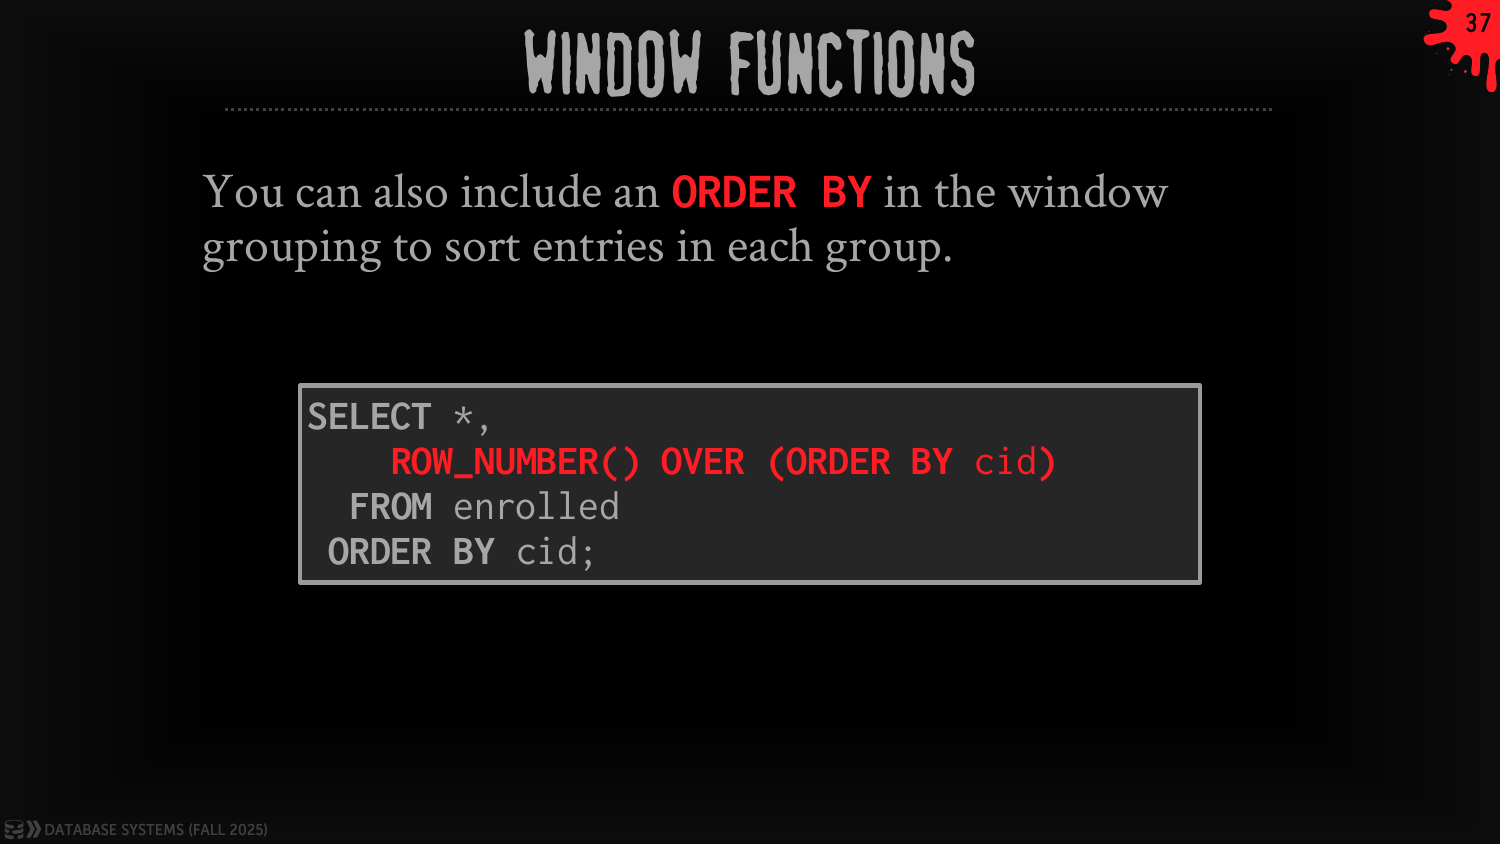 37
WINDOW FUNCTIONS
You can also include an ORDER BY in the window
grouping to sort entries in each group.
SELECT *,
ROW_NUMBER() OVER (ORDER BY cid)
FROM enrolled
ORDER BY cid;
DATABASE SYSTEMS (FALL 2025)